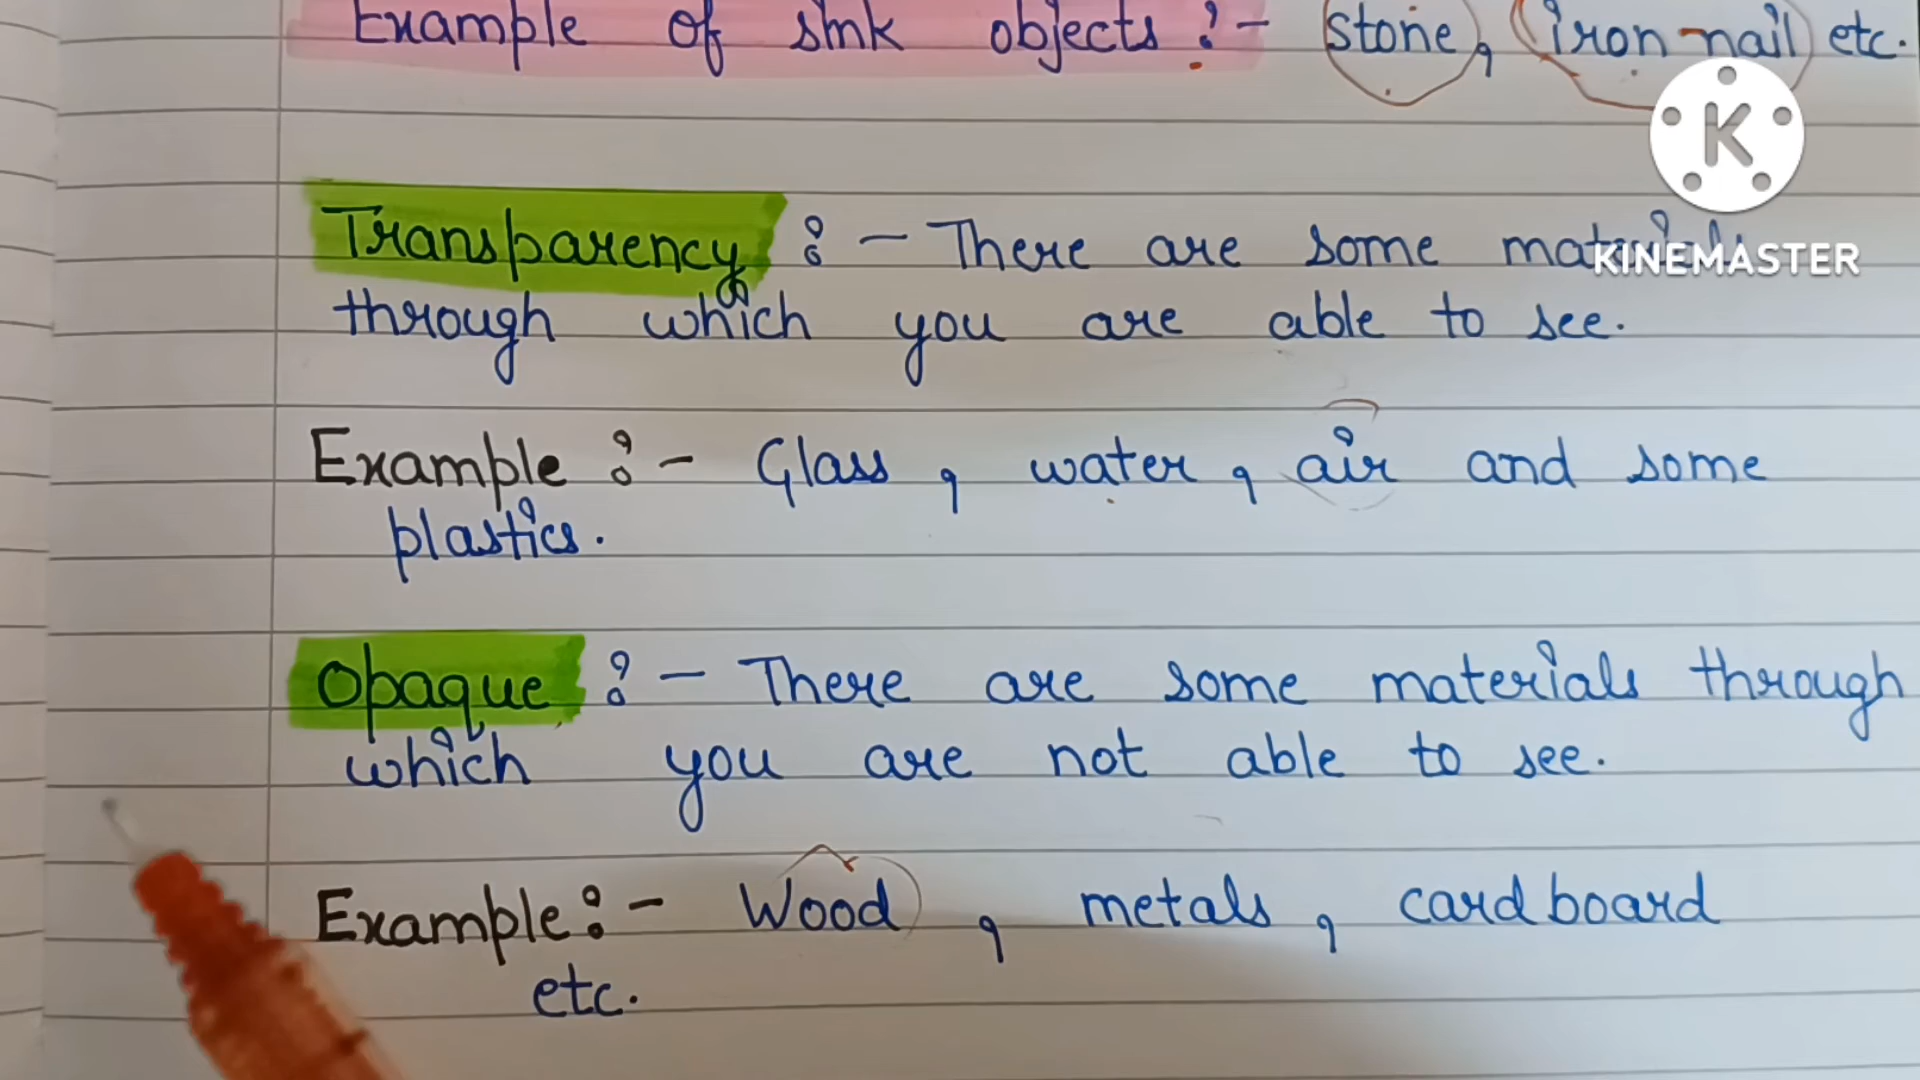 Example of sink objects :- stone, iron nail etc.
Transparency :- There are some materials
through which you are able to see.
Example :- Glass, water, air and some
plastics.
Opaque :- There are some materials through
which you are not able to see.
Example :- Wood, metals, cardboard
etc.
K
KINEMASTER